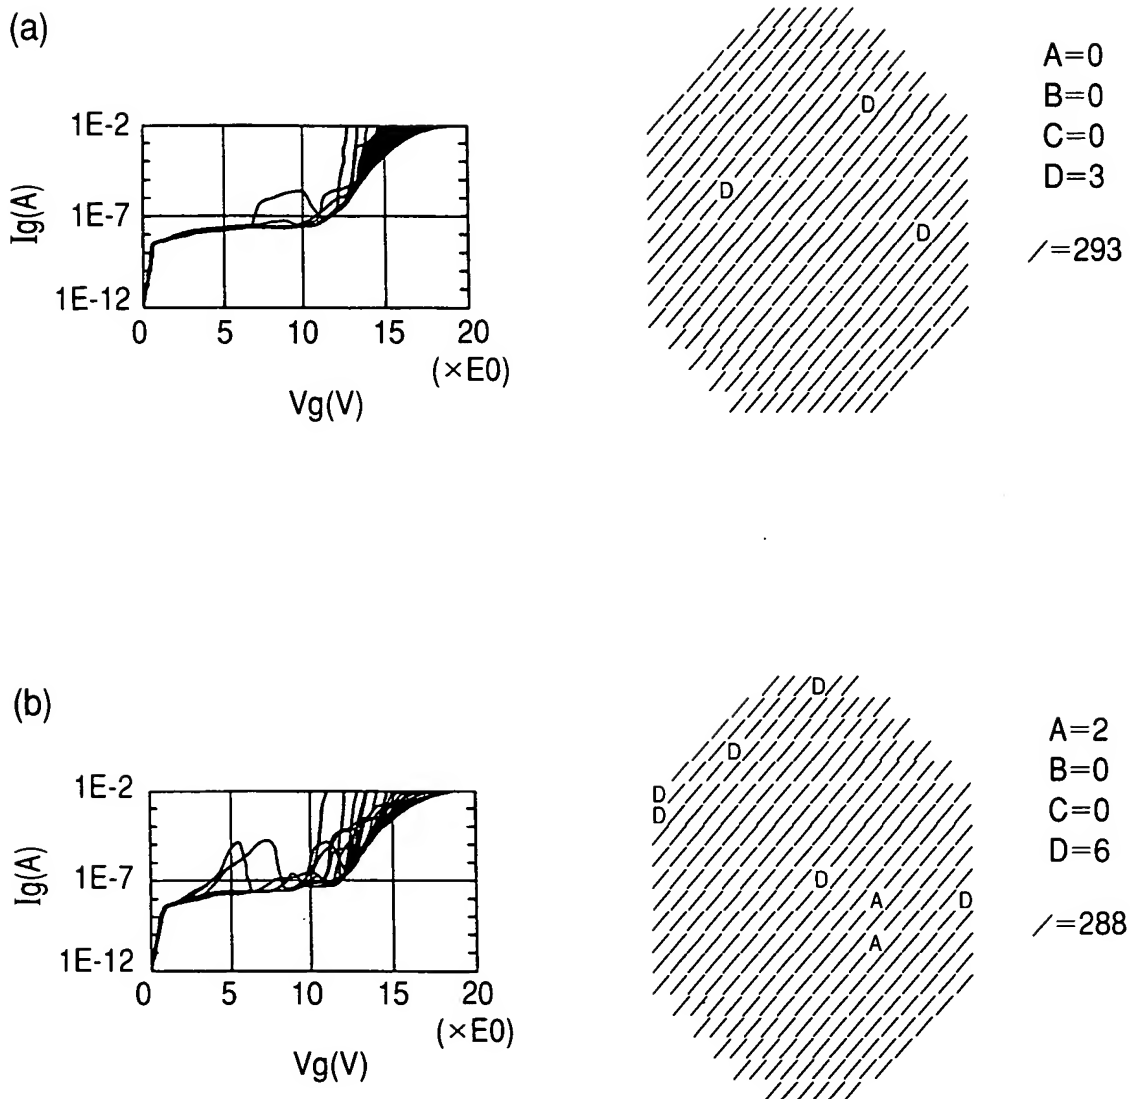 (a)
1E-2
1E-7
1E-12
Ig(A)
0 5 10 15 20
(×E0)
Vg(V)
D
D
D
A=0
B=0
C=0
D=3
/=293
(b)
1E-2
1E-7
1E-12
Ig(A)
0 5 10 15 20
(×E0)
Vg(V)
D
D
D
D
D
A D
A
A=2
B=0
C=0
D=6
/=288